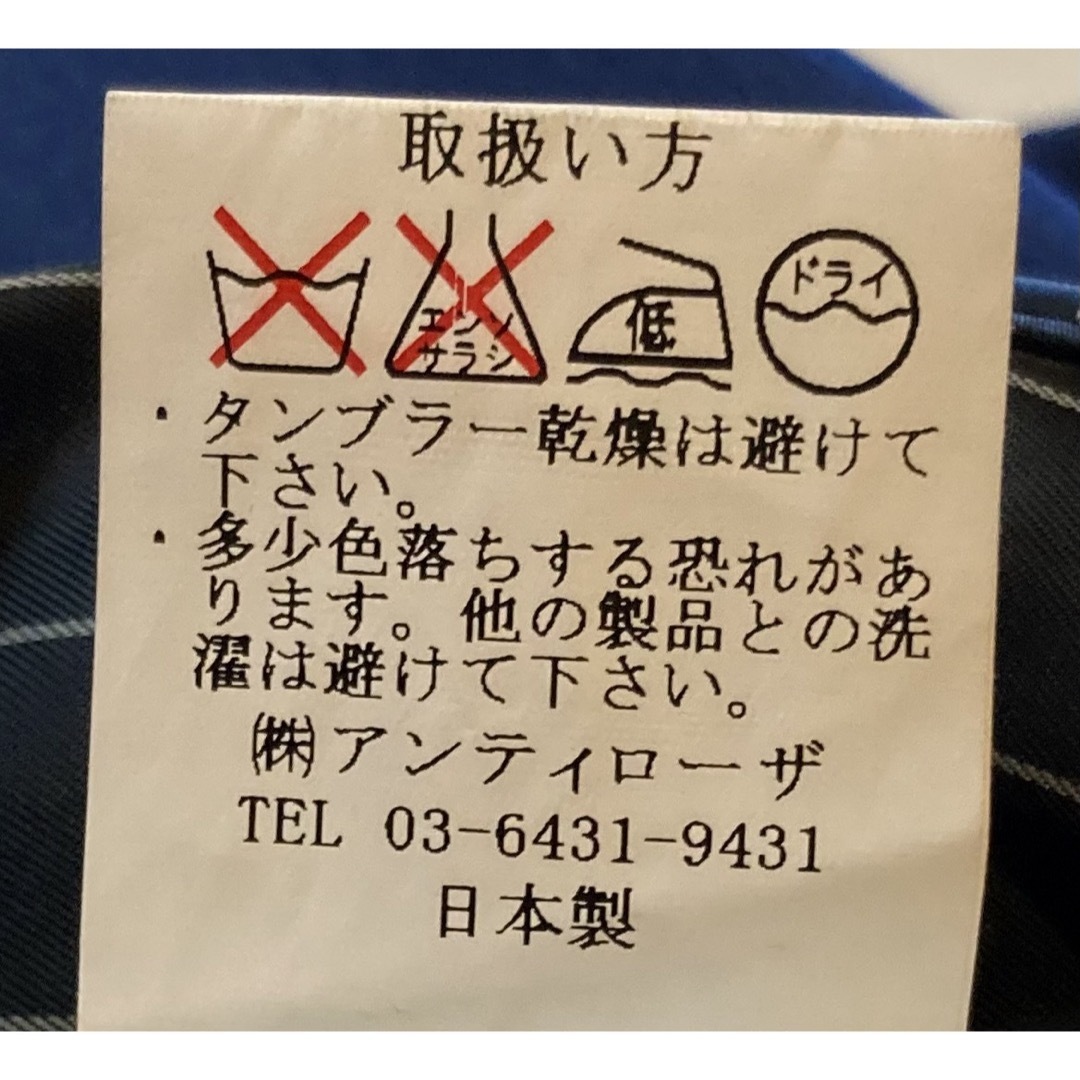 取扱い方
エンソ
サラシ
低
ドライ
・タンブラー乾燥は避けて
下さい。
・多少色落ちする恐れがあ
ります。他の製品との洗
濯は避けて下さい。
㈱アンティローザ
TEL 03-6431-9431
日本製